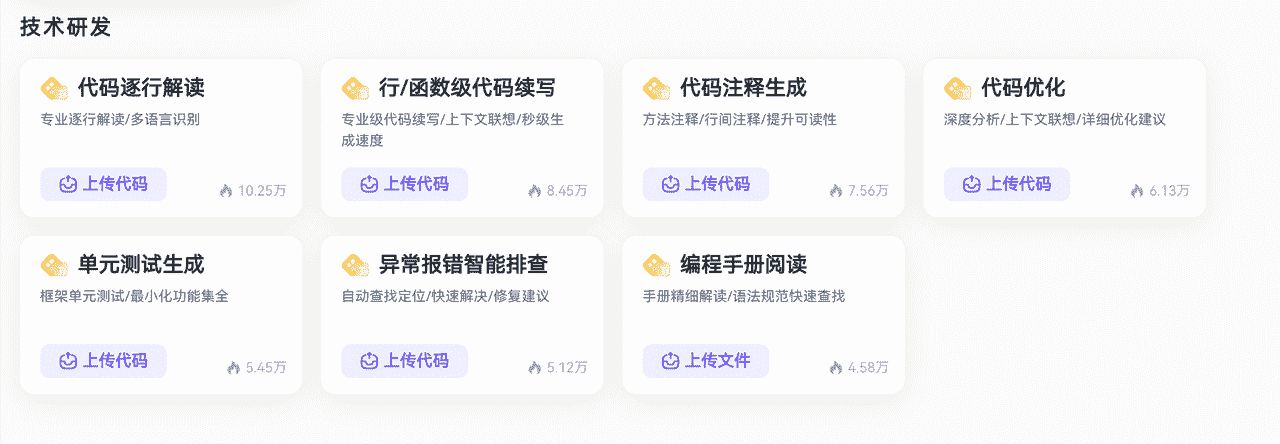 技术研发
代码逐行解读
专业逐行解读/多语言识别
上传代码
10.25万
行/函数级代码续写
专业级代码续写/上下文联想/秒级生
成速度
上传代码
8.45万
代码注释生成
方法注释/行间注释/提升可读性
上传代码
7.56万
代码优化
深度分析/上下文联想/详细优化建议
上传代码
6.13万
单元测试生成
框架单元测试/最小化功能集全
上传代码
5.45万
异常报错智能排查
自动查找定位/快速解决/修复建议
上传代码
5.12万
编程手册阅读
手册精细解读/语法规范快速查找
上传文件
4.58万